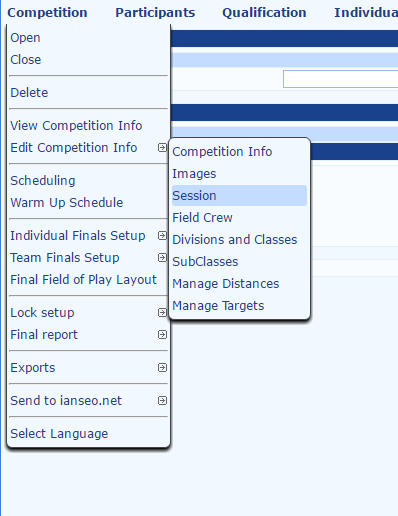 Competition Participants Qualification Individua
Open
Close
Delete
View Competition Info
Edit Competition Info
Competition Info
Images
Session
Field Crew
Divisions and Classes
SubClasses
Manage Distances
Manage Targets
Scheduling
Warm Up Schedule
Individual Finals Setup
Team Finals Setup
Final Field of Play Layout
Lock setup
Final report
Exports
Send to ianseo.net
Select Language